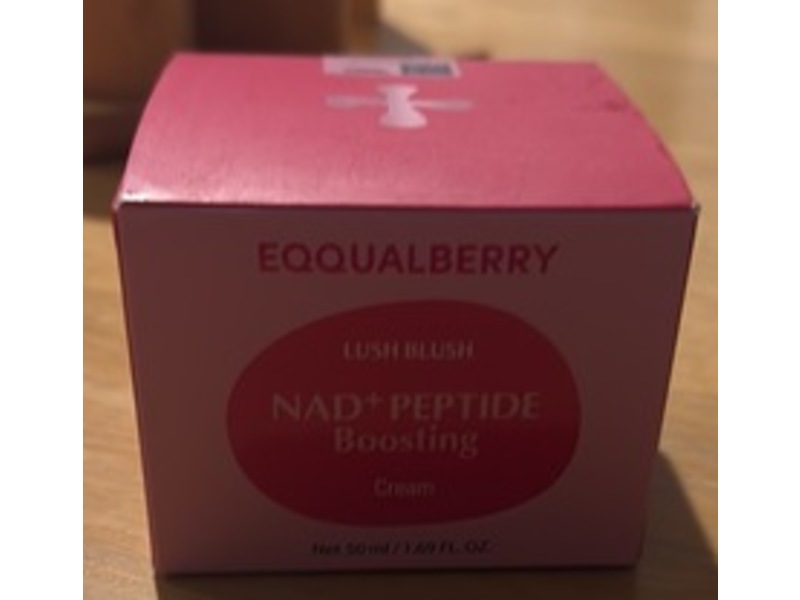 EQQUALBERRY
LUSH BLUSH
NAD+ PEPTIDE
Boosting
Cream
Net 50ml / 1.69 FL. OZ.